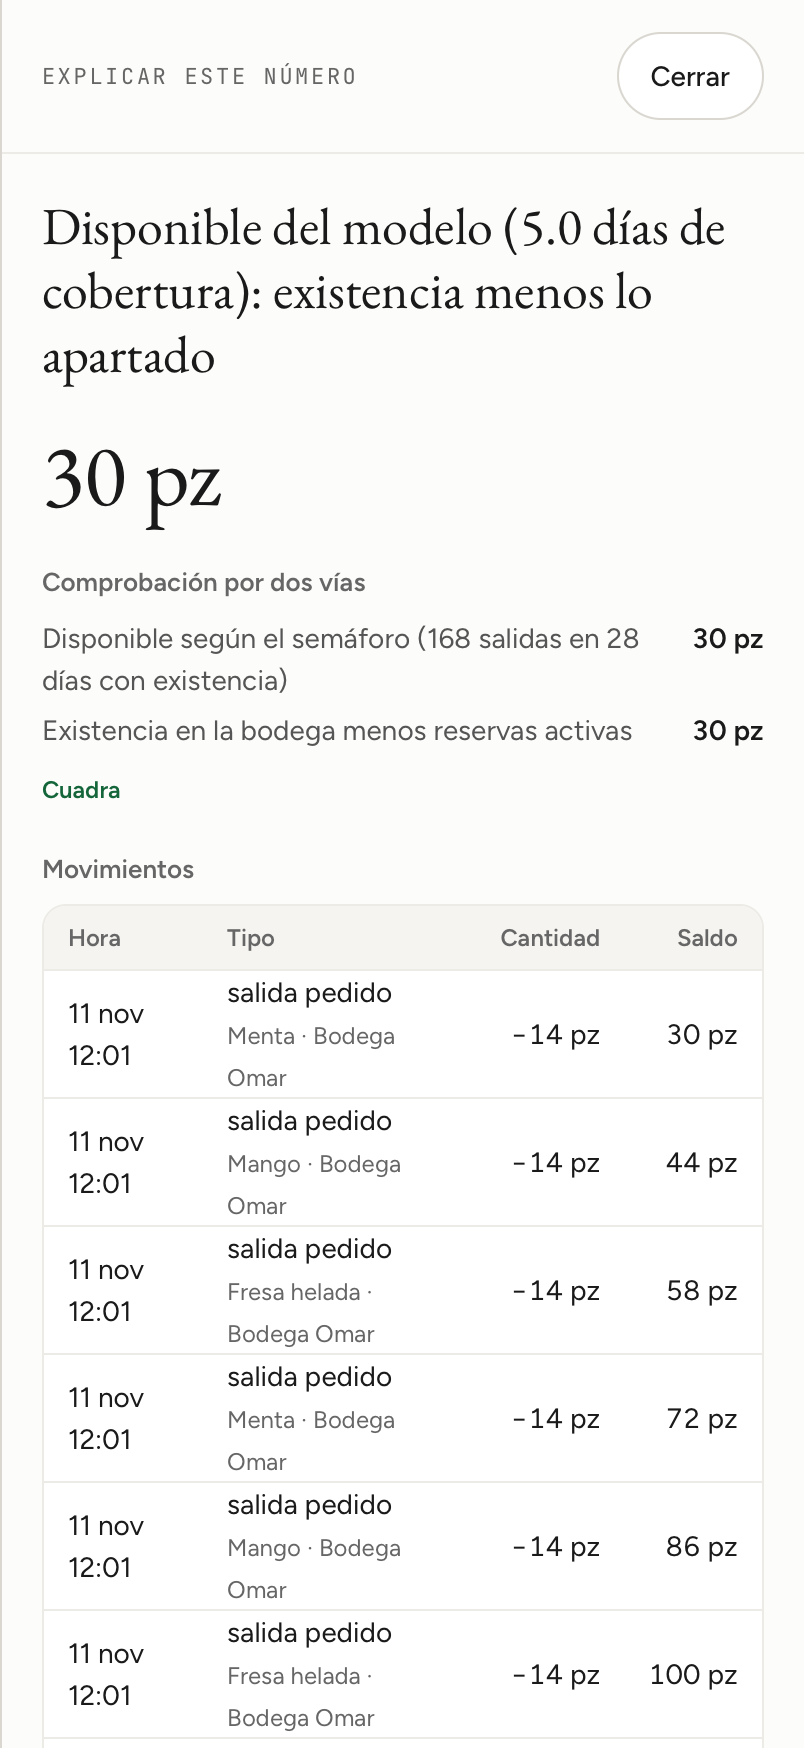 EXPLICAR ESTE NÚMERO
Cerrar
Disponible del modelo (5.0 días de
cobertura): existencia menos lo
apartado
30 pz
Comprobación por dos vías
Disponible según el semáforo (168 salidas en 28 30 pz
días con existencia)
Existencia en la bodega menos reservas activas 30 pz
Cuadra
Movimientos
Hora Tipo Cantidad Saldo
salida pedido
11 nov
Menta · Bodega −14 pz 30 pz
12:01
Omar
salida pedido
11 nov
Mango · Bodega −14 pz 44 pz
12:01
Omar
salida pedido
11 nov
Fresa helada · −14 pz 58 pz
12:01
Bodega Omar
salida pedido
11 nov
Menta · Bodega −14 pz 72 pz
12:01
Omar
salida pedido
11 nov
Mango · Bodega −14 pz 86 pz
12:01
Omar
salida pedido
11 nov
Fresa helada · −14 pz 100 pz
12:01
Bodega Omar